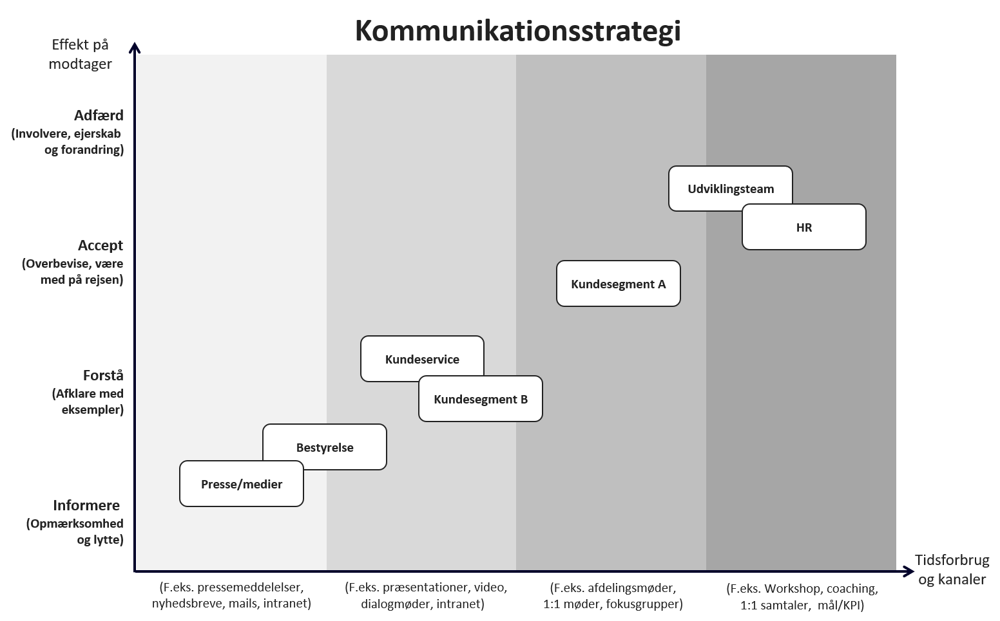 Kommunikationsstrategi
Effekt på
modtager
Adfærd
(Involvere, ejerskab
og forandring)
Accept
(Overbevise, være
med på rejsen)
Forstå
(Afklare med
eksempler)
Informere
(Opmærksomhed
og lytte)
Udviklingsteam
HR
Kundesegment A
Kundeservice
Kundesegment B
Bestyrelse
Presse/medier
Tidsforbrug
og kanaler
(F.eks. pressemeddelelser,
nyhedsbreve, mails, intranet)
(F.eks. præsentationer, video,
dialogmøder, intranet)
(F.eks. afdelingsmøder,
1:1 møder, fokusgrupper)
(F.eks. Workshop, coaching,
1:1 samtaler,  mål/KPI)